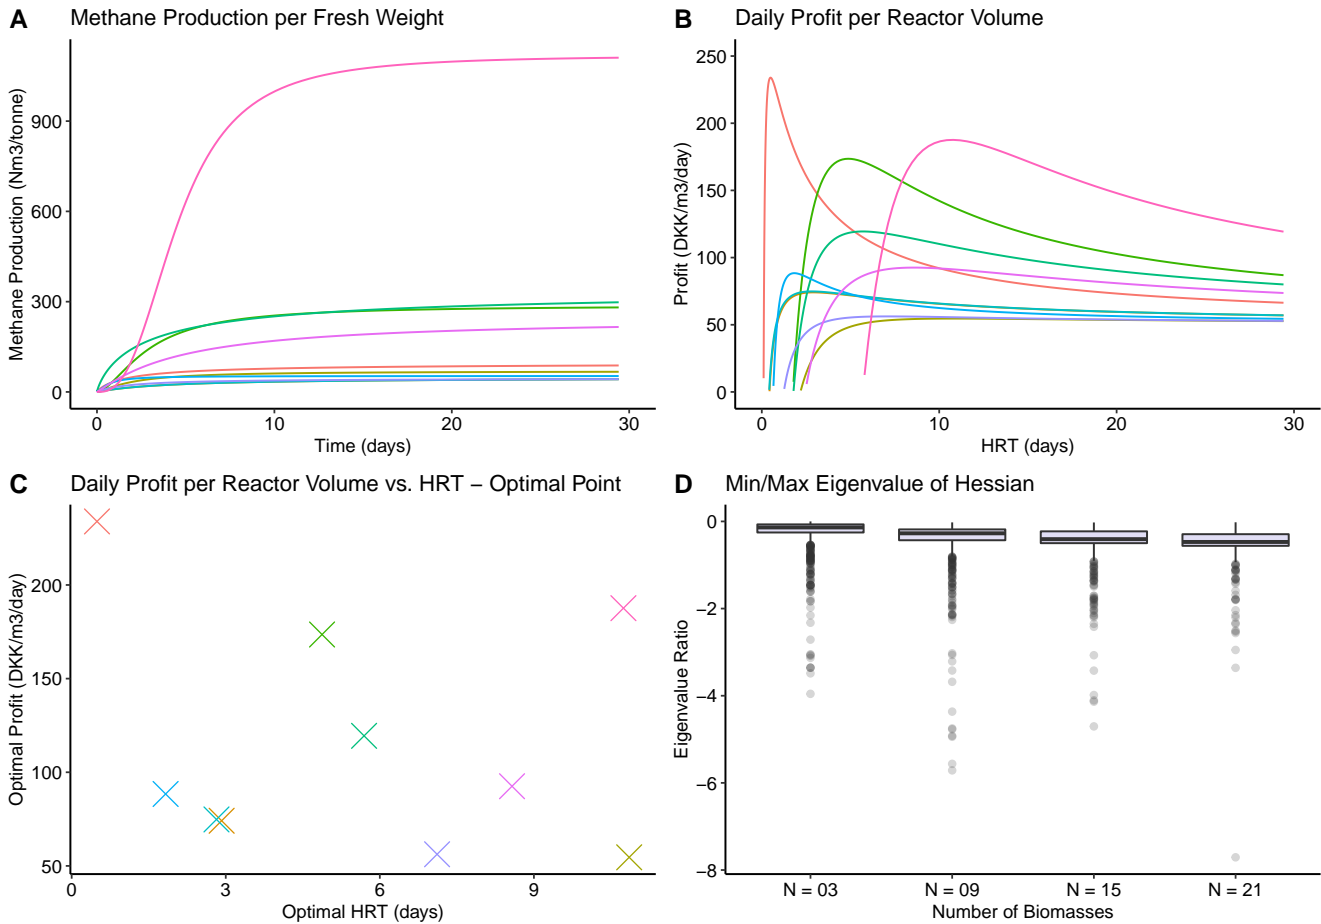 A Methane Production per Fresh Weight
Methane Production (Nm3/tonne)
900
600
300
0
0 10 20 30
Time (days)
B Daily Profit per Reactor Volume
Profit (DKK/m3/day)
250
200
150
100
50
0
0 10 20 30
HRT (days)
C Daily Profit per Reactor Volume vs. HRT − Optimal Point
Optimal Profit (DKK/m3/day)
200
150
100
50
0 3 6 9
Optimal HRT (days)
D Min/Max Eigenvalue of Hessian
Eigenvalue Ratio
0
−2
−4
−6
−8
N = 03 N = 09 N = 15 N = 21
Number of Biomasses